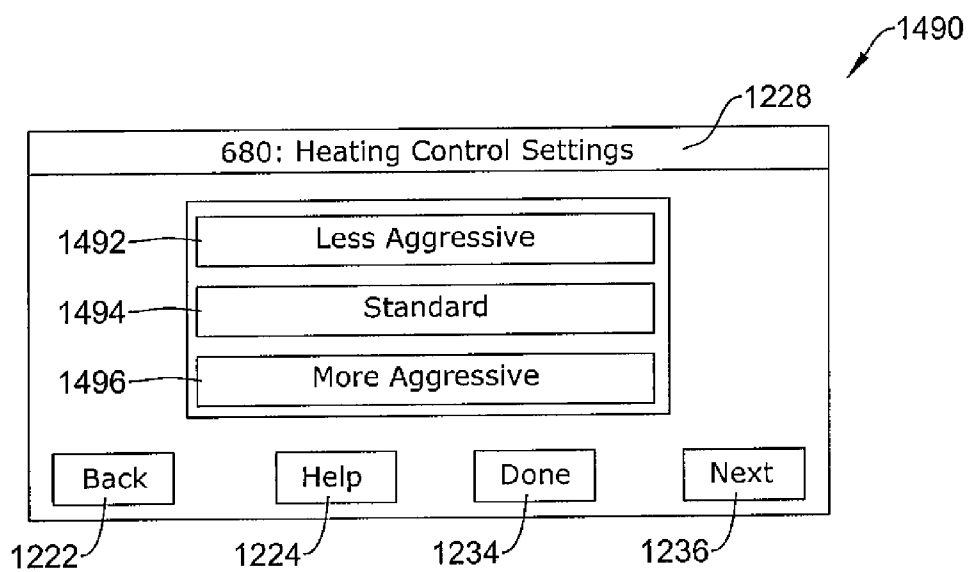 1490
1228
680: Heating Control Settings
1492 Less Aggressive
1494 Standard
1496 More Aggressive
Back Help Done Next
1222 1224 1234 1236